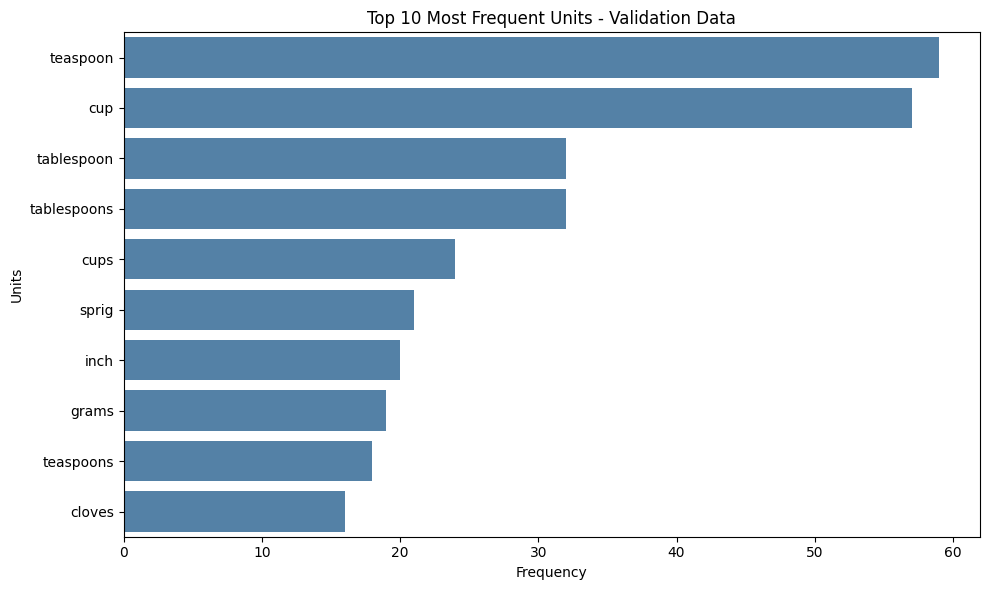 Top 10 Most Frequent Units - Validation Data
teaspoon
cup
tablespoon
tablespoons
cups
sprig
inch
grams
teaspoons
cloves
Units
0 10 20 30 40 50 60
Frequency